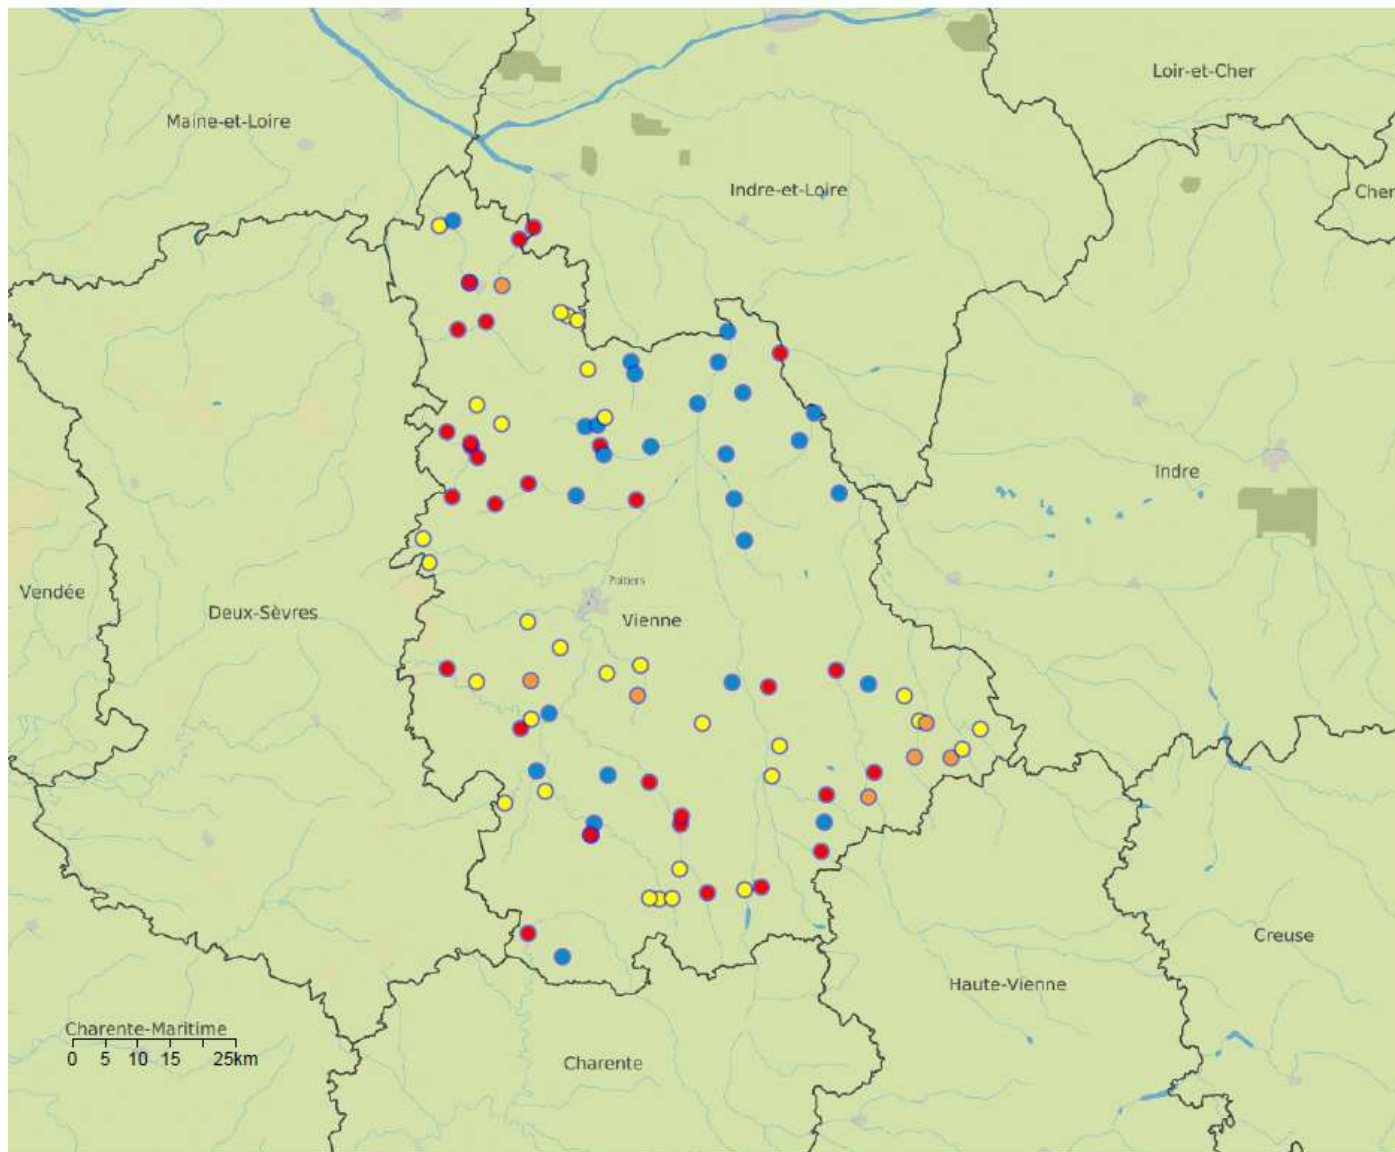 Loir-et-Cher
Maine-et-Loire
Indre-et-Loire
Cher
Indre
Poitiers
Vendée
Deux-Sèvres
Vienne
Creuse
Haute-Vienne
Charente-Maritime
0 5 10 15 25km
Charente